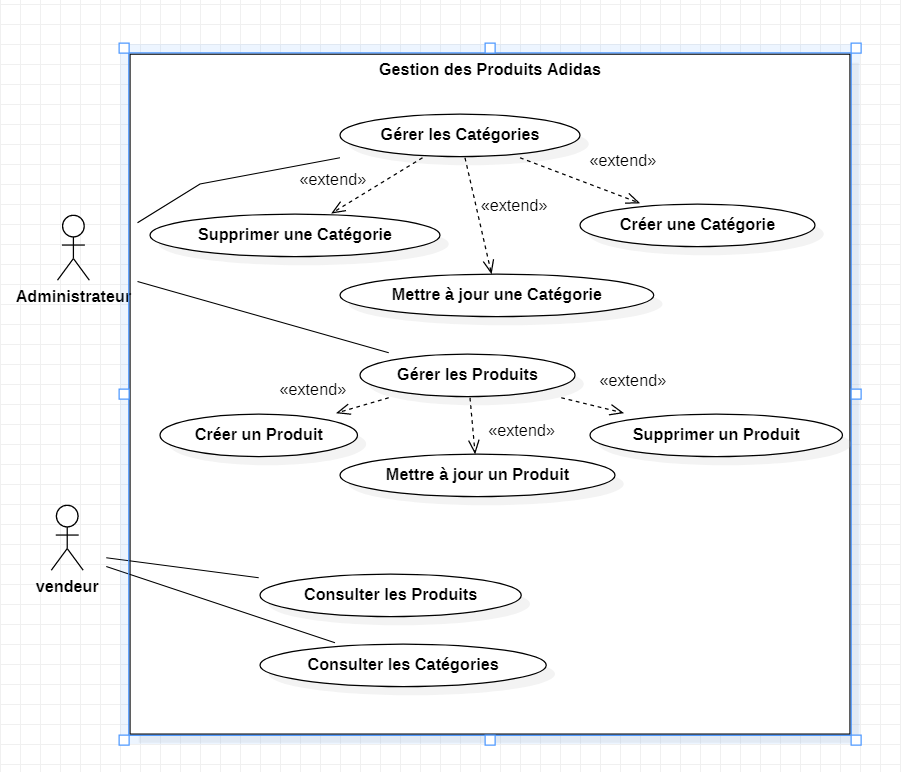 Gestion des Produits Adidas
Gérer les Catégories
«extend»
«extend»
«extend»
Supprimer une Catégorie
Créer une Catégorie
Mettre à jour une Catégorie
Administrateur
Gérer les Produits
«extend»
«extend»
«extend»
Créer un Produit
Supprimer un Produit
Mettre à jour un Produit
vendeur
Consulter les Produits
Consulter les Catégories